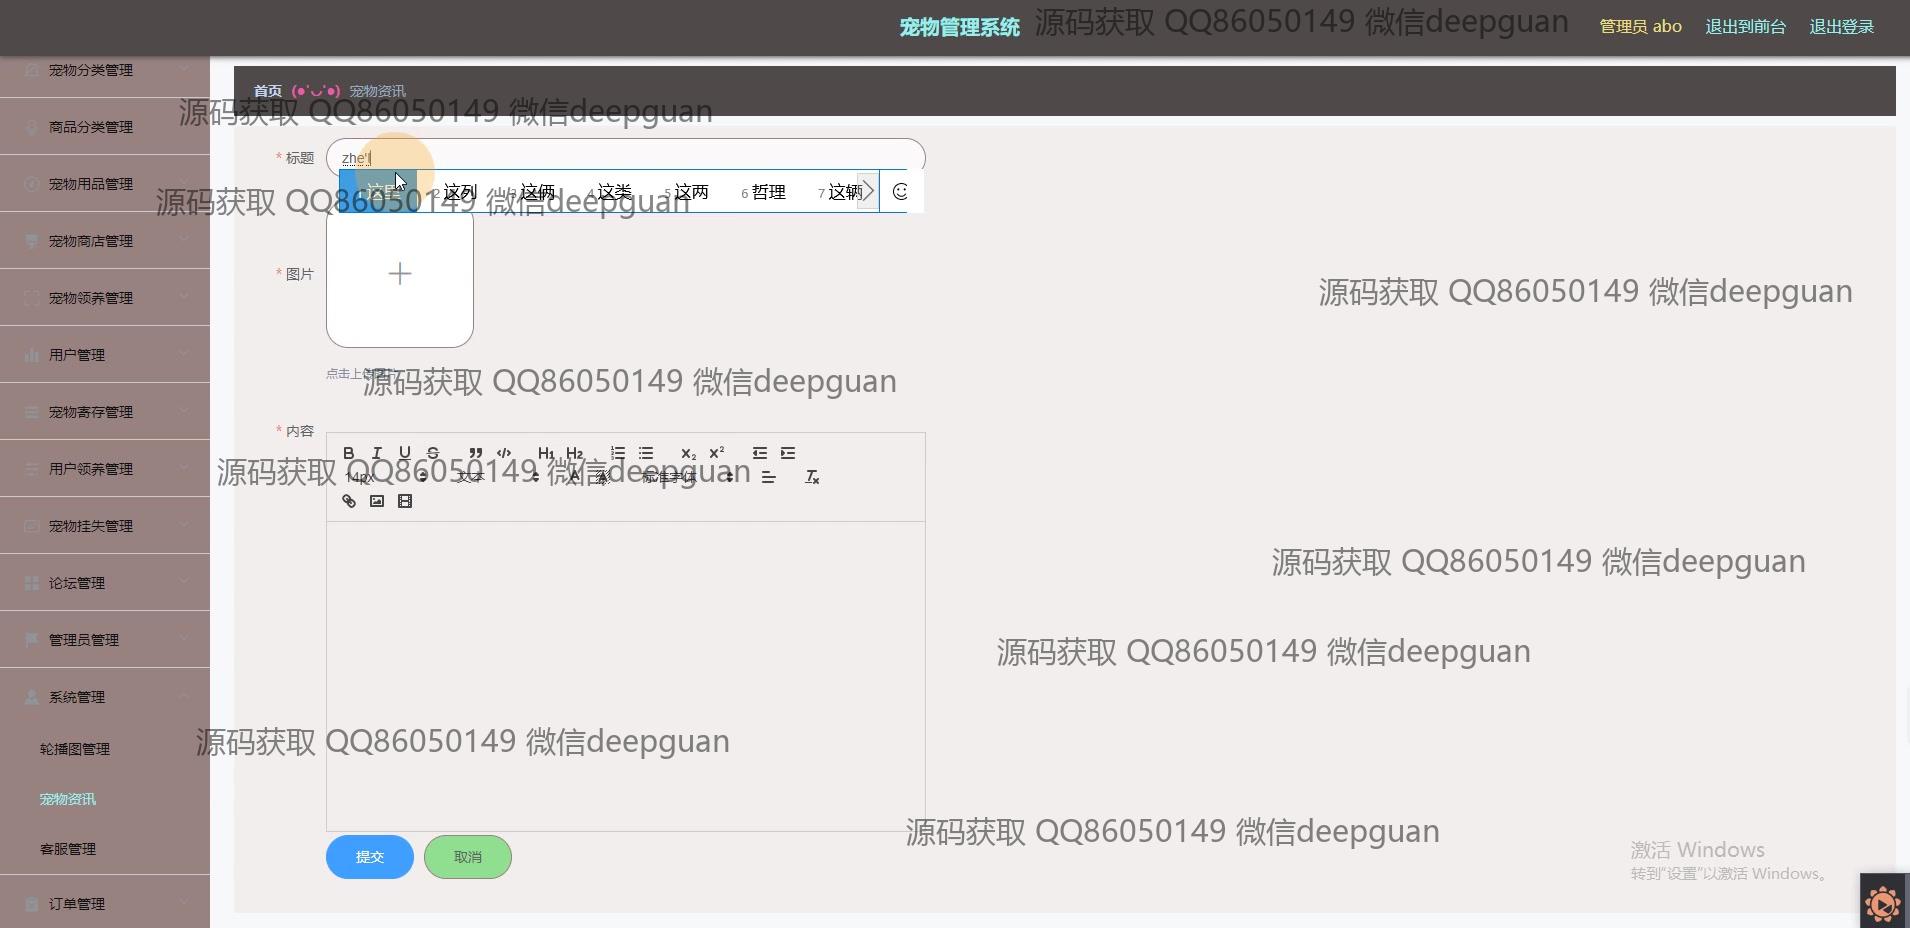 宠物管理系统
源码获取 QQ86050149 微信deepguan
管理员 abo
退出到前台
退出登录
宠物分类管理
商品分类管理
宠物用品管理
宠物商店管理
宠物领养管理
用户管理
宠物寄存管理
用户领养管理
宠物挂失管理
论坛管理
管理员管理
系统管理
轮播图管理
宠物资讯
客服管理
订单管理
首页 (●'◡'●) 宠物资讯
源码获取 QQ86050149 微信deepguan
* 标题
zhe'l
1 这里 2 这列 3 这俩 4 这类 5 这两 6 哲理 7 这辆
源码获取 QQ86050149 微信deepguan
* 图片
源码获取 QQ86050149 微信deepguan
点击上传图片
源码获取 QQ86050149 微信deepguan
* 内容
B I U S H1 H2 x2 x2
14px 文本 A 标准字体
源码获取 QQ86050149 微信deepguan
源码获取 QQ86050149 微信deepguan
源码获取 QQ86050149 微信deepguan
源码获取 QQ86050149 微信deepguan
源码获取 QQ86050149 微信deepguan
提交
取消
激活 Windows
转到"设置"以激活 Windows。